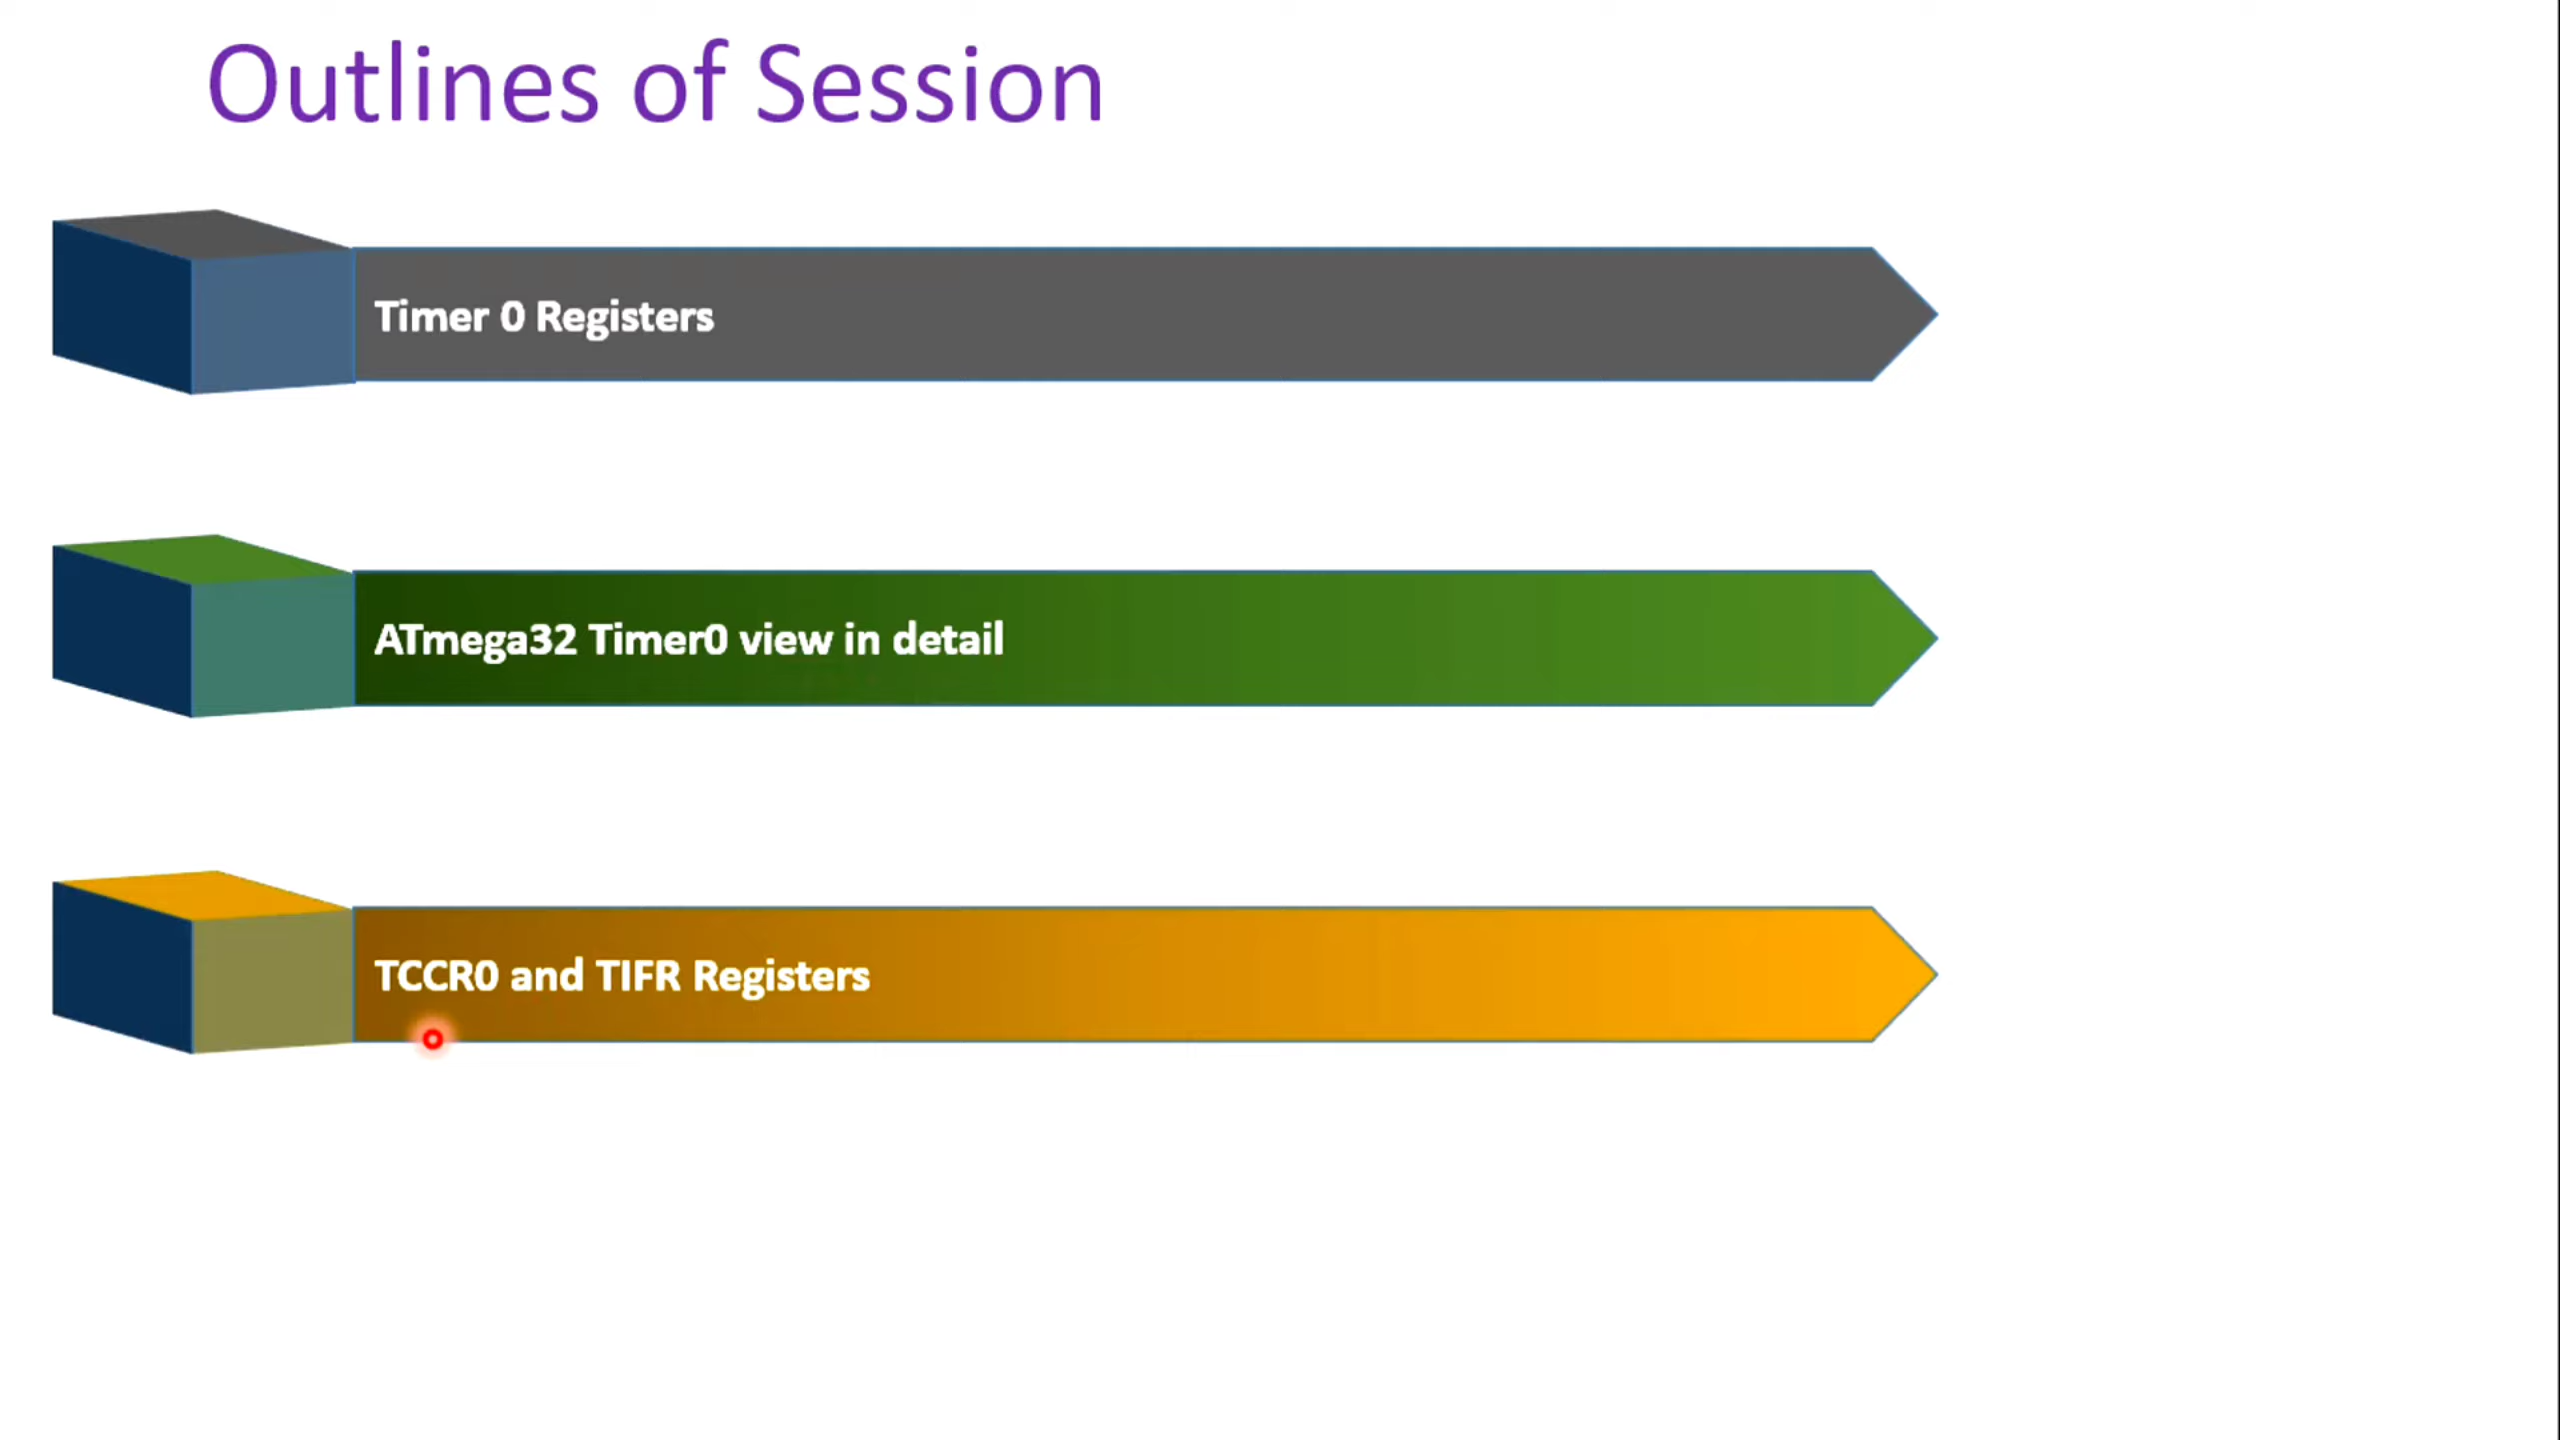 Outlines of Session
Timer 0 Registers
ATmega32 Timer0 view in detail
TCCR0 and TIFR Registers